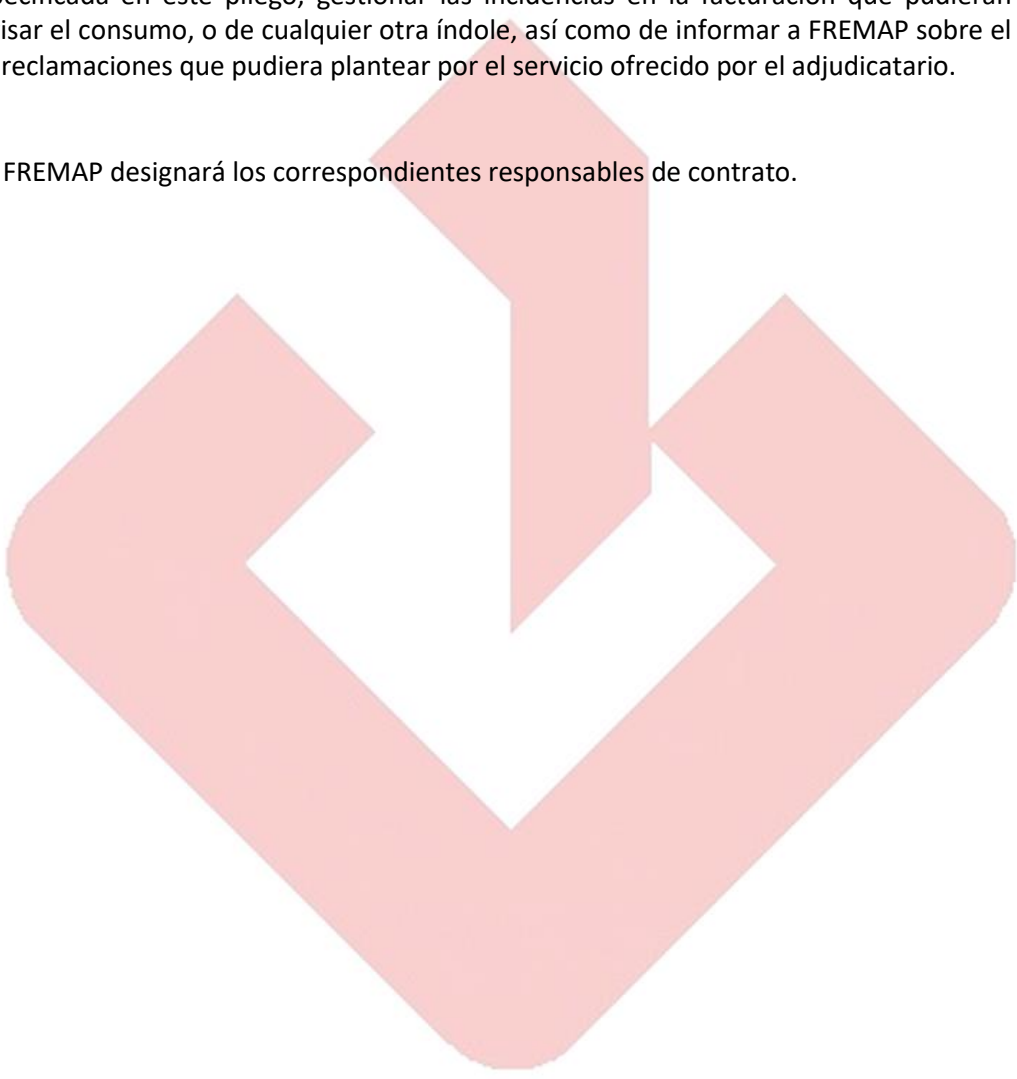 en este pliego, gestionar las incidencias en la facturación que pudieran
el consumo, o de cualquier otra índole, así como de informar a FREMAP sobre el
reclamaciones que pudiera plantear por el servicio ofrecido por el adjudicatario.
FREMAP designará los correspondientes responsables de contrato.